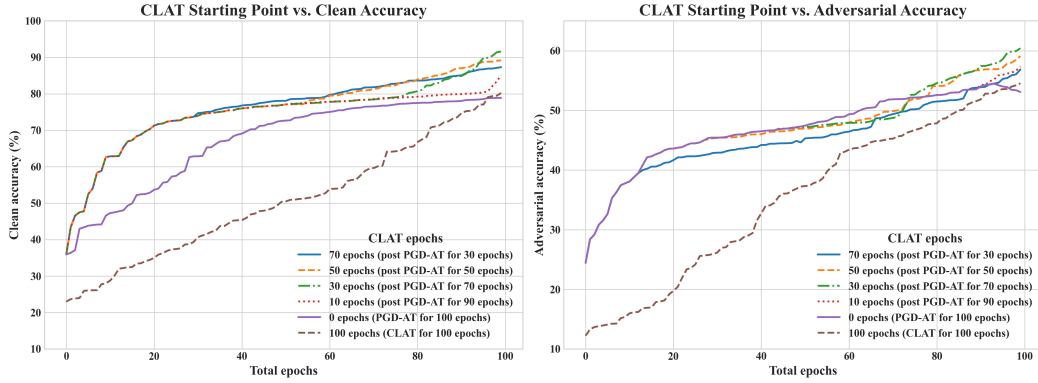 CLAT Starting Point vs. Clean Accuracy
100
90
80
70
60
50
40
30
20
10
Clean accuracy (%)
0
20
40
60
80
100
Total epochs
CLAT epochs
70 epochs (post PGD-AT for 30 epochs)
50 epochs (post PGD-AT for 50 epochs)
30 epochs (post PGD-AT for 70 epochs)
10 epochs (post PGD-AT for 90 epochs)
0 epochs (PGD-AT for 100 epochs)
100 epochs (CLAT for 100 epochs)
CLAT Starting Point vs. Adversarial Accuracy
60
50
40
30
20
10
Adversarial accuracy (%)
0
20
40
60
80
100
Total epochs
CLAT epochs
70 epochs (post PGD-AT for 30 epochs)
50 epochs (post PGD-AT for 50 epochs)
30 epochs (post PGD-AT for 70 epochs)
10 epochs (post PGD-AT for 90 epochs)
0 epochs (PGD-AT for 100 epochs)
100 epochs (CLAT for 100 epochs)